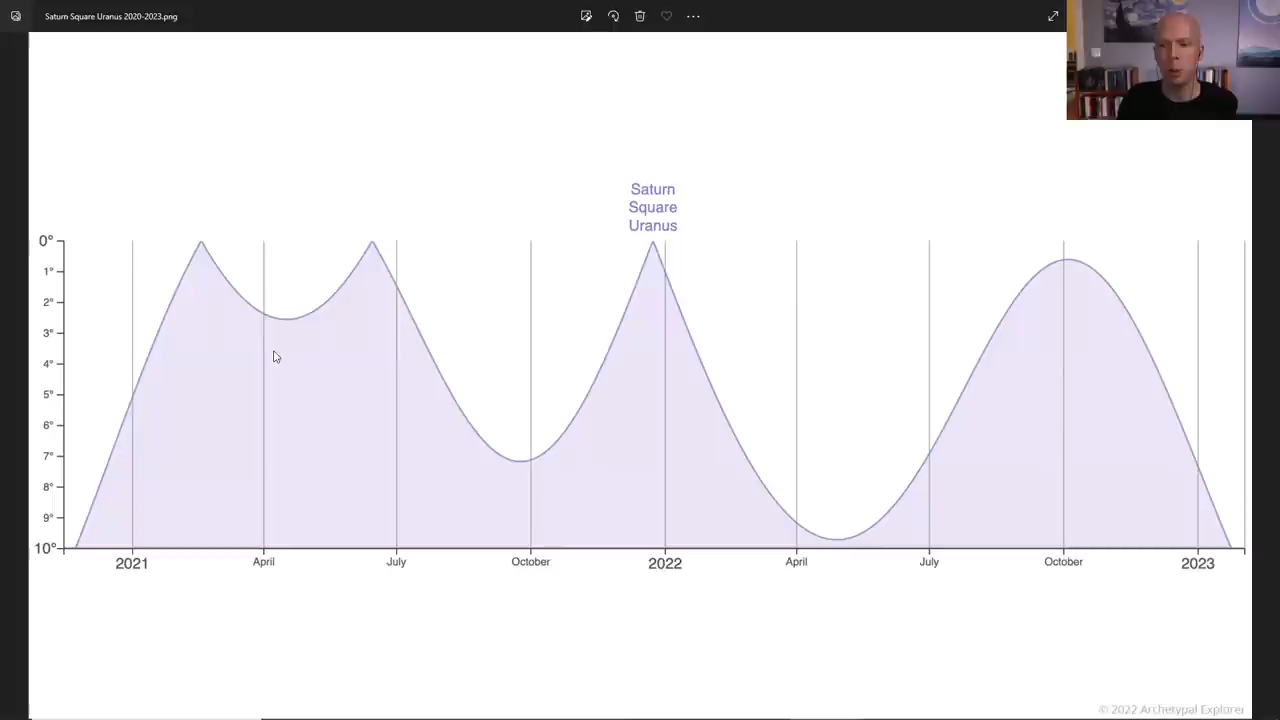 Saturn Square Uranus 2020-2023.png
Saturn
Square
Uranus
0°
1°
2°
3°
4°
5°
6°
7°
8°
9°
10°
2021 April July October 2022 April July October 2023
© 2022 Archetypal Explorer